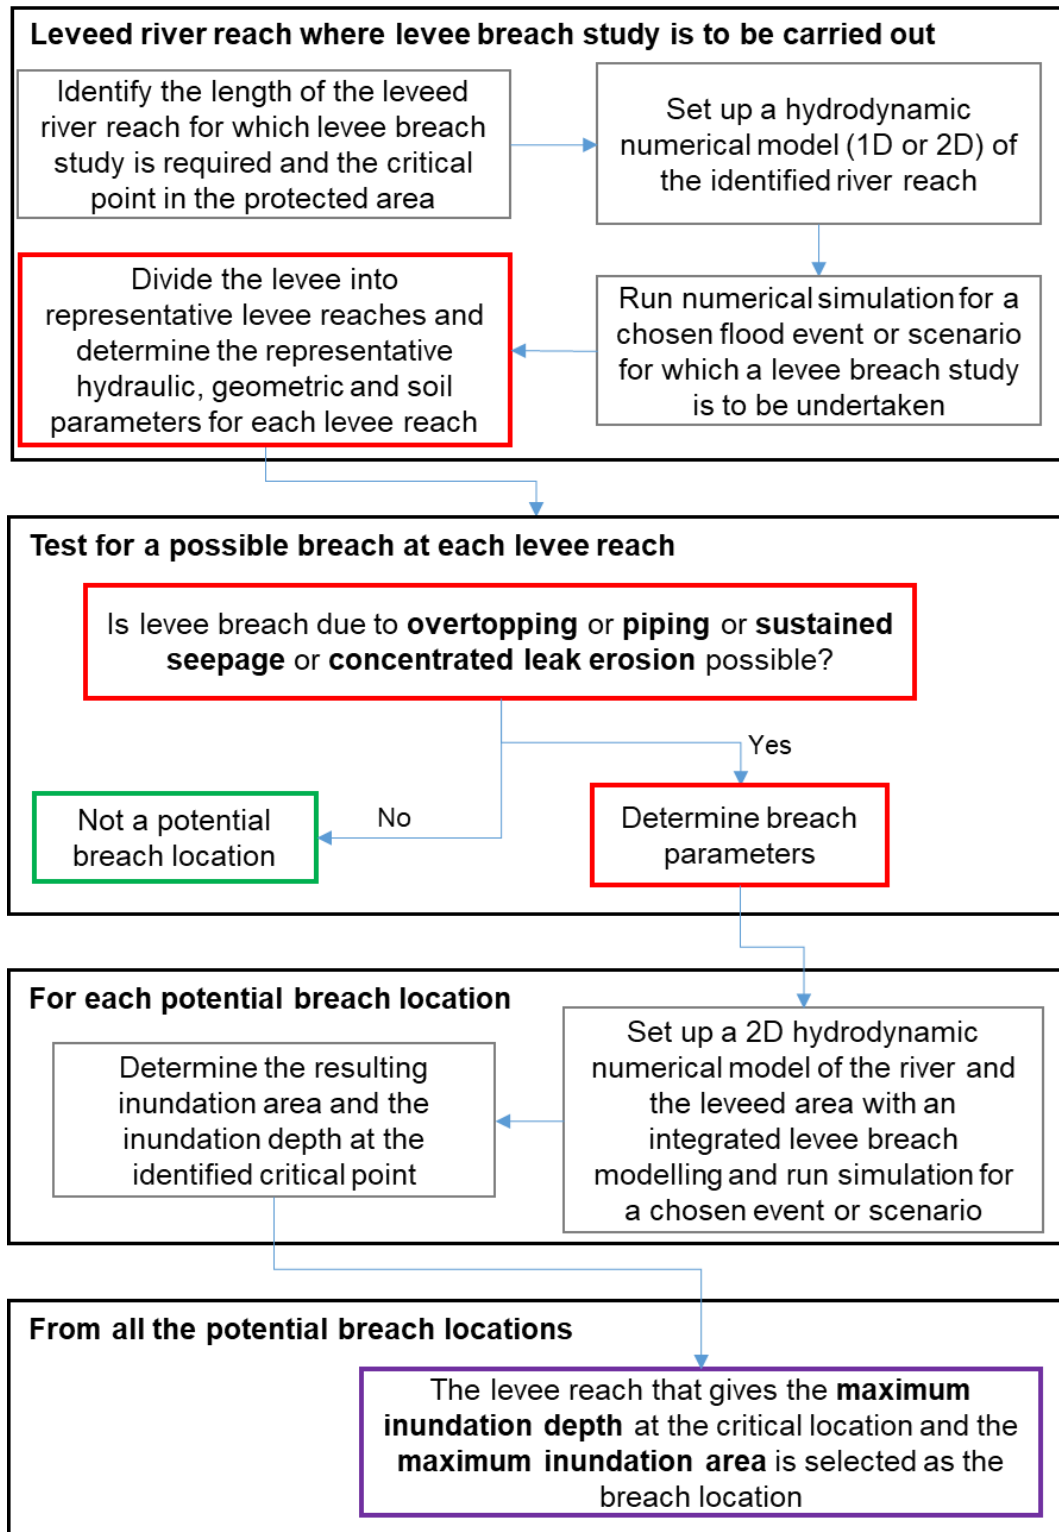 Leveed river reach where levee breach study is to be carried out
Identify the length of the leveed
river reach for which levee breach
study is required and the critical
point in the protected area
Set up a hydrodynamic
numerical model (1D or 2D) of
the identified river reach
Run numerical simulation for a
chosen flood event or scenario
for which a levee breach study
is to be undertaken
Divide the levee into
representative levee reaches and
determine the representative
hydraulic, geometric and soil
parameters for each levee reach
Test for a possible breach at each levee reach
Is levee breach due to overtopping or piping or sustained
seepage or concentrated leak erosion possible?
Yes
No
Not a potential
breach location
Determine breach
parameters
For each potential breach location
Set up a 2D hydrodynamic
numerical model of the river and
the leveed area with an
integrated levee breach
modelling and run simulation for
a chosen event or scenario
Determine the resulting
inundation area and the
inundation depth at the
identified critical point
From all the potential breach locations
The levee reach that gives the maximum
inundation depth at the critical location and the
maximum inundation area is selected as the
breach location